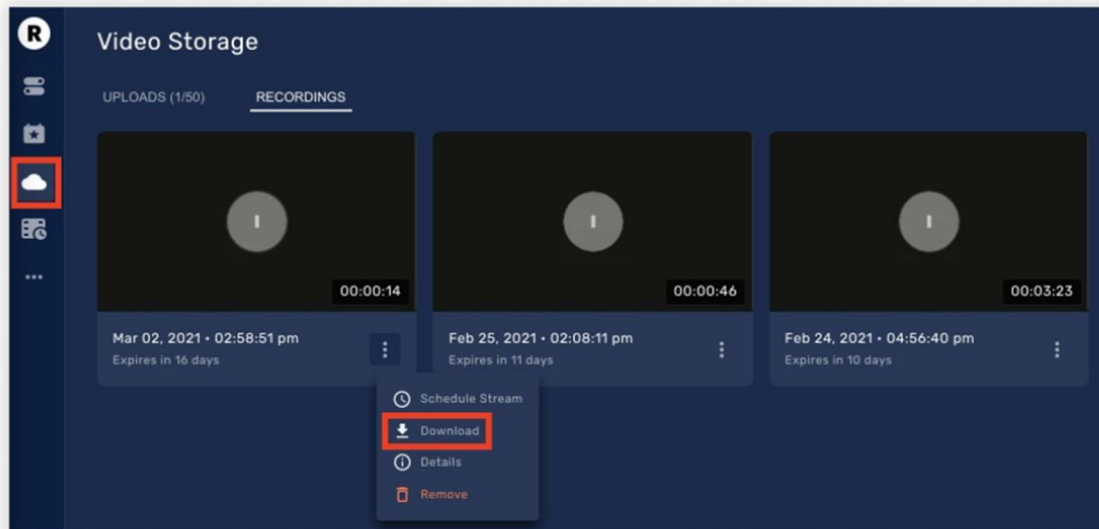 R
Video Storage
UPLOADS (1/50)
RECORDINGS
I
00:00:14
I
00:00:46
I
00:03:23
Mar 02, 2021 • 02:58:51 pm
Expires in 16 days
Feb 25, 2021 • 02:08:11 pm
Expires in 11 days
Feb 24, 2021 • 04:56:40 pm
Expires in 10 days
Schedule Stream
Download
Details
Remove